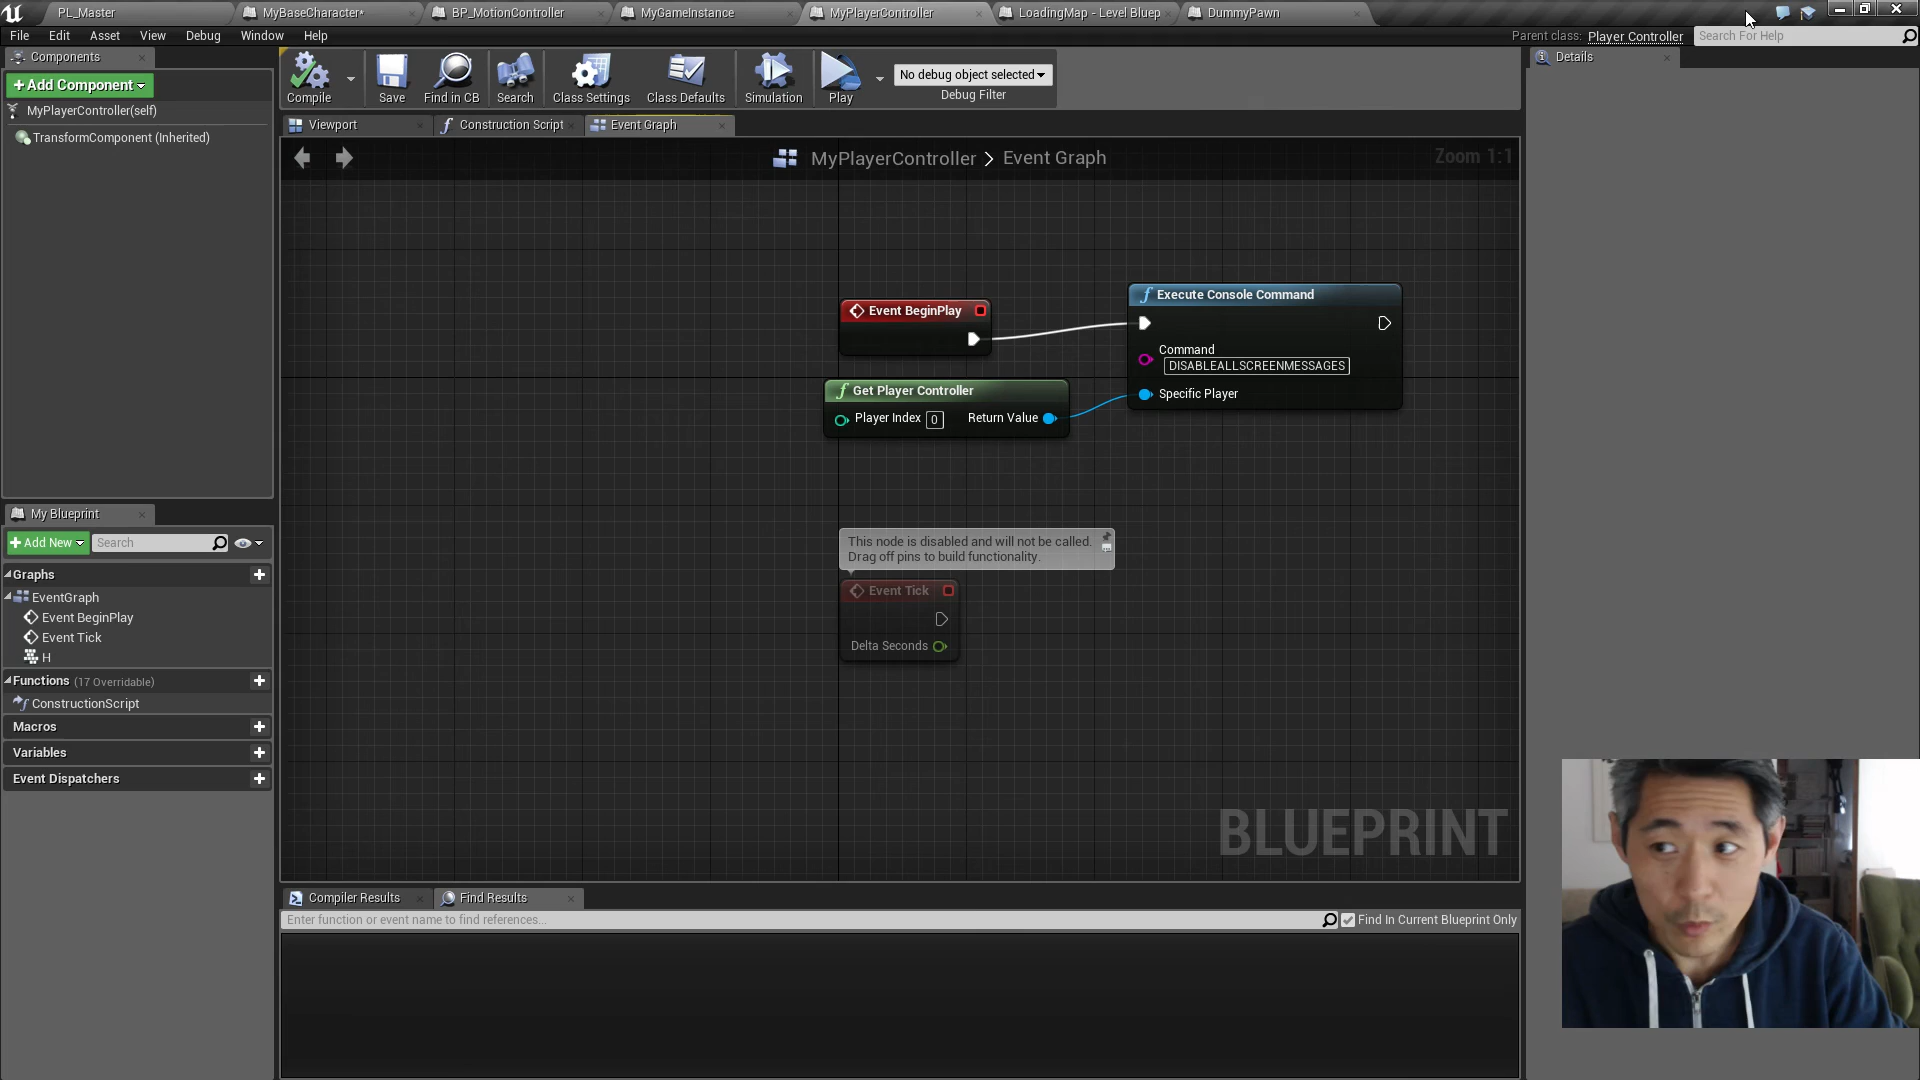 PL_Master
MyBaseCharacter*
BP_MotionController
MyGameInstance
MyPlayerController
LoadingMap - Level Bluep
DummyPawn
File
Edit
Asset
View
Debug
Window
Help
Parent class:
Player Controller
Search For Help
Components
+Add Component
MyPlayerController(self)
TransformComponent (Inherited)
Compile
Save
Find in CB
Search
Class Settings
Class Defaults
Simulation
Play
No debug object selected
Debug Filter
Details
Viewport
Construction Script
Event Graph
MyPlayerController > Event Graph
Zoom 1:1
Event BeginPlay
Execute Console Command
Command
DISABLEALLSCREENMESSAGES
Specific Player
Get Player Controller
Player Index 0
Return Value
This node is disabled and will not be called.
Drag off pins to build functionality.
Event Tick
Delta Seconds
BLUEPRINT
My Blueprint
+Add New
Search
Graphs
EventGraph
Event BeginPlay
Event Tick
H
Functions (17 Overridable)
ConstructionScript
Macros
Variables
Event Dispatchers
Compiler Results
Find Results
Enter function or event name to find references...
Find In Current Blueprint Only